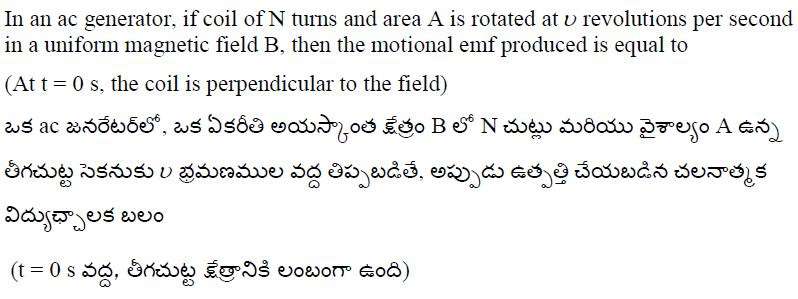 In an ac generator, if coil of N turns and area A is rotated at υ revolutions per second
in a uniform magnetic field B, then the motional emf produced is equal to
(At t = 0 s, the coil is perpendicular to the field)
ఒక ac జనరేటర్‌లో, ఒక ఏకరీతి అయస్కాంత క్షేత్రం B లో N చుట్లు మరియు వైశాల్యం A ఉన్న
తీగచుట్ట సెకనుకు υ భ్రమణముల వద్ద తిప్పబడితే, అప్పుడు ఉత్పత్తి చేయబడిన చలనాత్మక
విద్యుచ్చాలక బలం
(t = 0 s వద్ద, తీగచుట్ట క్షేత్రానికి లంబంగా ఉంది)